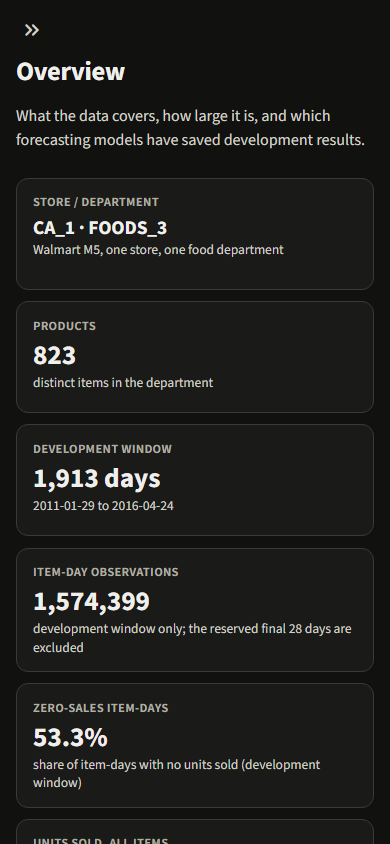 Overview
What the data covers, how large it is, and which
forecasting models have saved development results.
STORE / DEPARTMENT
CA_1 · FOODS_3
Walmart M5, one store, one food department
PRODUCTS
823
distinct items in the department
DEVELOPMENT WINDOW
1,913 days
2011-01-29 to 2016-04-24
ITEM-DAY OBSERVATIONS
1,574,399
development window only; the reserved final 28 days are
excluded
ZERO-SALES ITEM-DAYS
53.3%
share of item-days with no units sold (development
window)
UNITS SOLD, ALL ITEMS